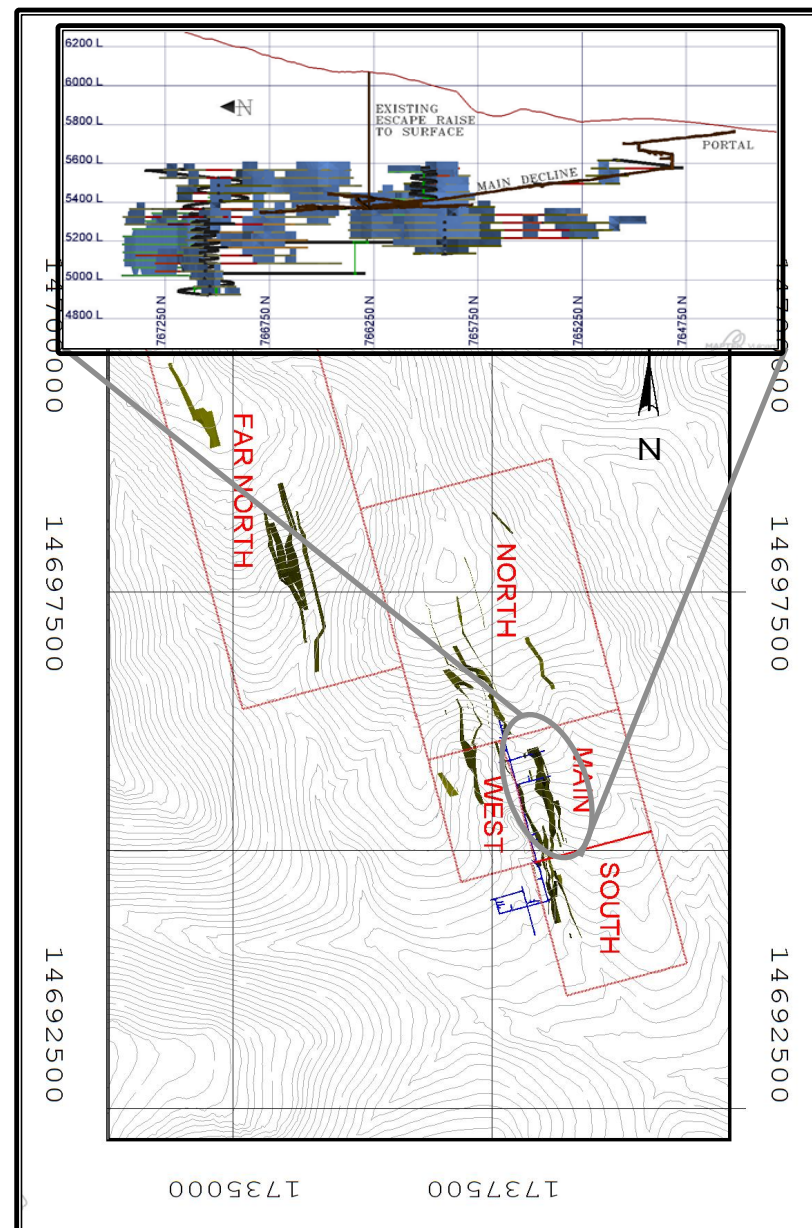 6200 L
6000 L
5800 L
5600 L
5400 L
5200 L
5000 L
4800 L
N
EXISTING
ESCAPE RAISE
TO SURFACE
MAIN DECLINE
PORTAL
767250 N
766750 N
766250 N
765750 N
765250 N
764750 N
14700000
14700000
N
FAR NORTH
NORTH
MAIN
WEST
SOUTH
14697500
14697500
14692500
14692500
1735000
1737500